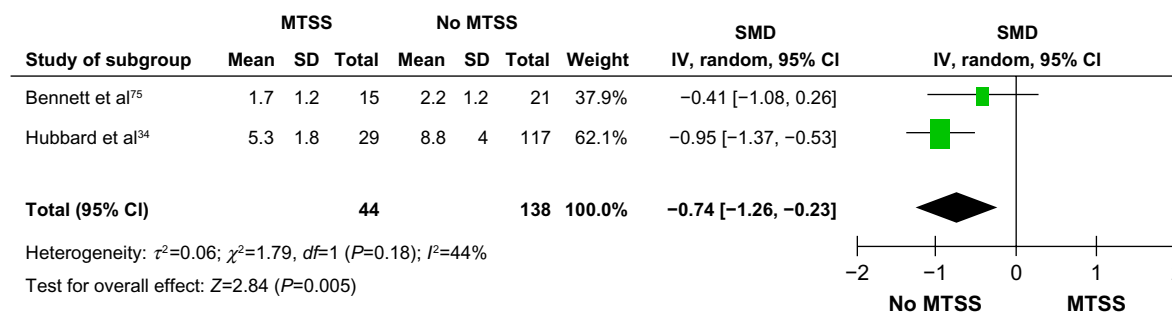 MTSS No MTSS SMD SMD
Study of subgroup Mean SD Total Mean SD Total Weight IV, random, 95% CI IV, random, 95% CI
Bennett et al⁷⁵ 1.7 1.2 15 2.2 1.2 21 37.9% −0.41 [−1.08, 0.26]
Hubbard et al³⁴ 5.3 1.8 29 8.8 4 117 62.1% −0.95 [−1.37, −0.53]
Total (95% CI) 44 138 100.0% −0.74 [−1.26, −0.23]
Heterogeneity: τ²=0.06; χ²=1.79, df=1 (P=0.18); I²=44%
Test for overall effect: Z=2.84 (P=0.005)
−2 −1 0 1
No MTSS MTSS